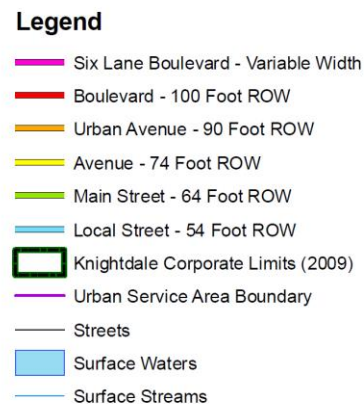 Legend
Six Lane Boulevard - Variable Width
Boulevard - 100 Foot ROW
Urban Avenue - 90 Foot ROW
Avenue - 74 Foot ROW
Main Street - 64 Foot ROW
Local Street - 54 Foot ROW
Knightdale Corporate Limits (2009)
Urban Service Area Boundary
Streets
Surface Waters
Surface Streams